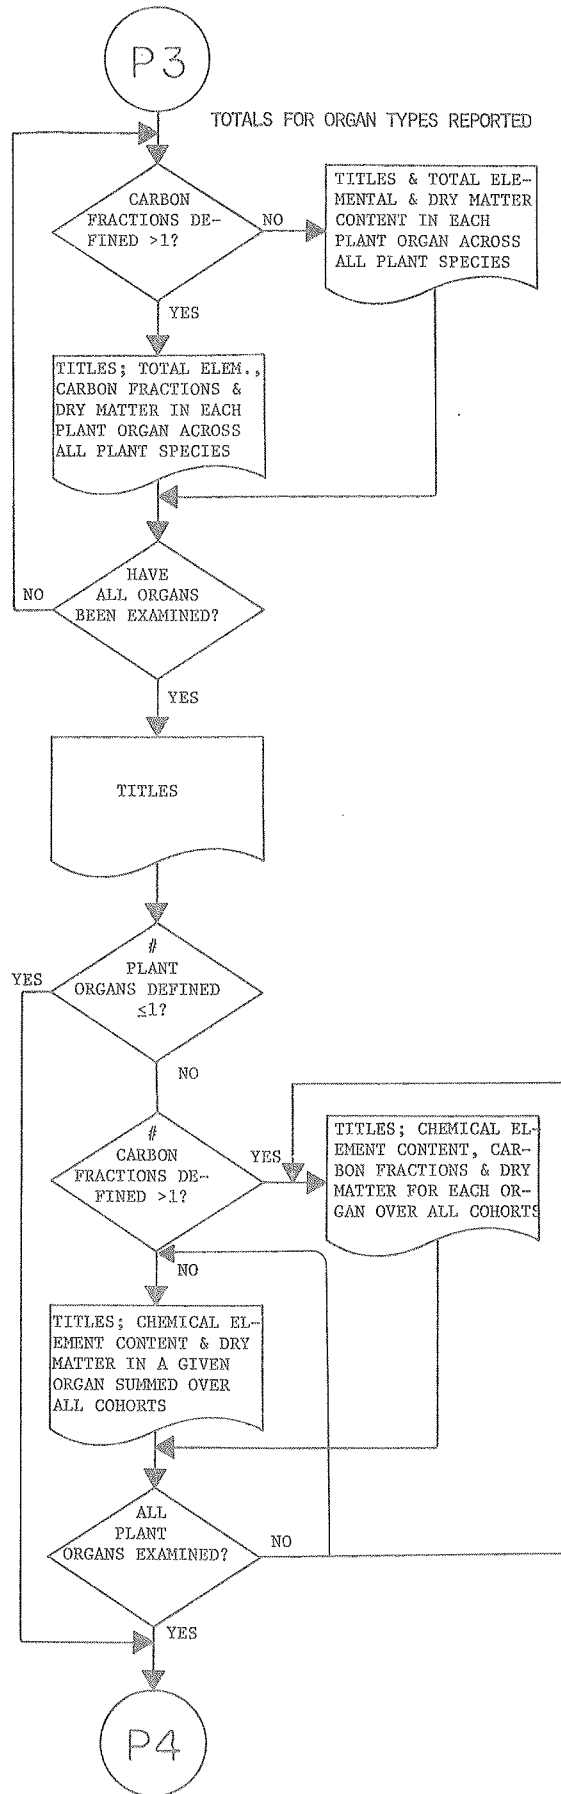 P3
TOTALS FOR ORGAN TYPES REPORTED
CARBON
FRACTIONS DE-
FINED >1?
NO
TITLES & TOTAL ELE-
MENTAL & DRY MATTER
CONTENT IN EACH
PLANT ORGAN ACROSS
ALL PLANT SPECIES
YES
TITLES; TOTAL ELEM.,
CARBON FRACTIONS &
DRY MATTER IN EACH
PLANT ORGAN ACROSS
ALL PLANT SPECIES
HAVE
ALL ORGANS
BEEN EXAMINED?
NO
YES
TITLES
#
PLANT
ORGANS DEFINED
≤1?
YES
NO
#
CARBON
FRACTIONS DE-
FINED >1?
YES
TITLES; CHEMICAL EL-
EMENT CONTENT, CAR-
BON FRACTIONS & DRY
MATTER FOR EACH OR-
GAN OVER ALL COHORTS
NO
TITLES; CHEMICAL EL-
EMENT CONTENT & DRY
MATTER IN A GIVEN
ORGAN SUMMED OVER
ALL COHORTS
ALL
PLANT
ORGANS EXAMINED?
NO
YES
P4